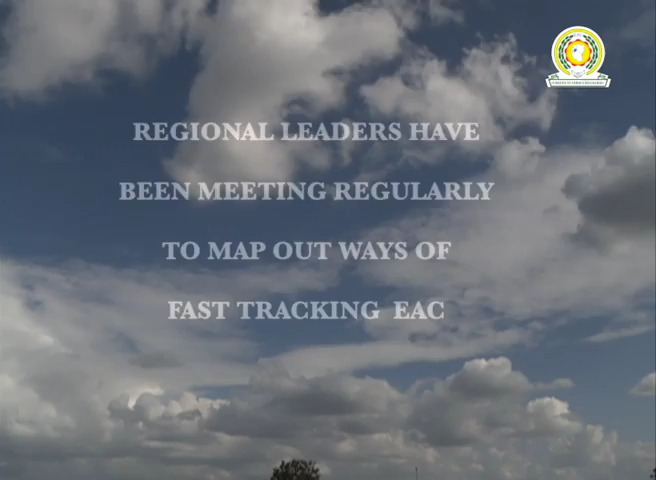 REGIONAL LEADERS HAVE
BEEN MEETING REGULARLY
TO MAP OUT WAYS OF
FAST TRACKING  EAC